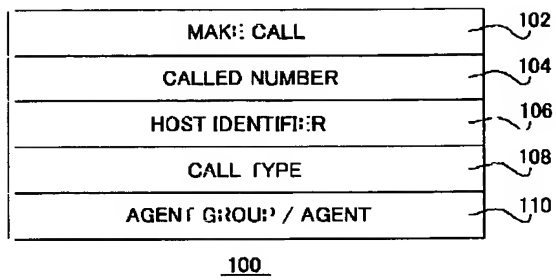 MAKE CALL 102
CALLED NUMBER 104
HOST IDENTIFIER 106
CALL TYPE 108
AGENT GROUP / AGENT 110
100